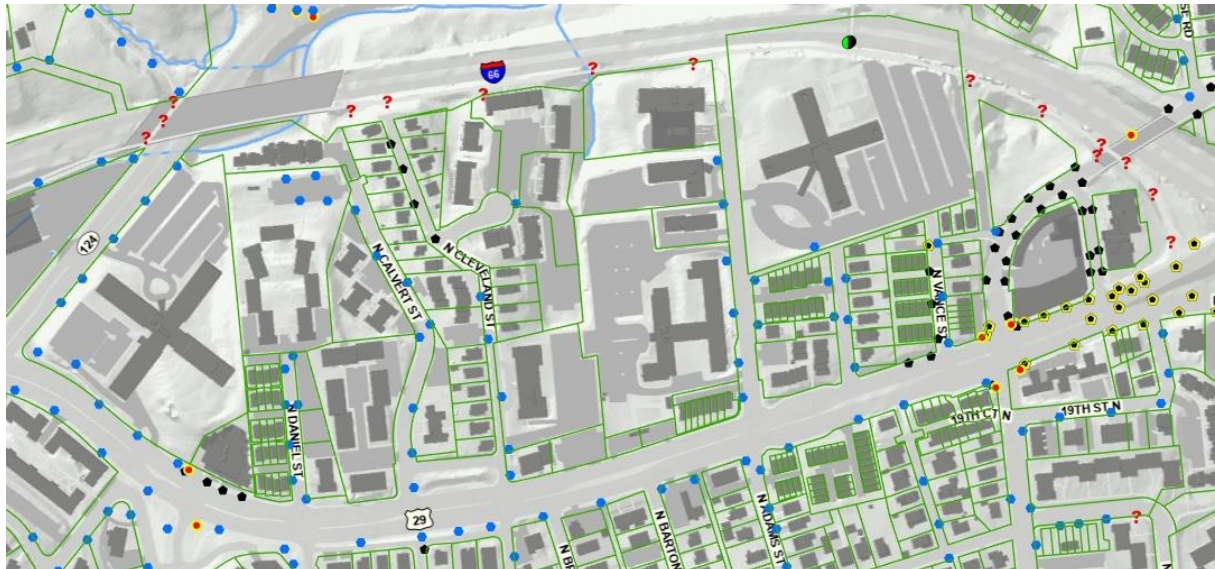 66
124
N CALVERT ST
N CLEVELAND ST
N VANCE ST
N DANIEL ST
19TH CT N
19TH ST N
29
N BARTON
N ADAMS ST
? ? ? ? ? ? ? ? ? ? ? ? ? ? ? ?